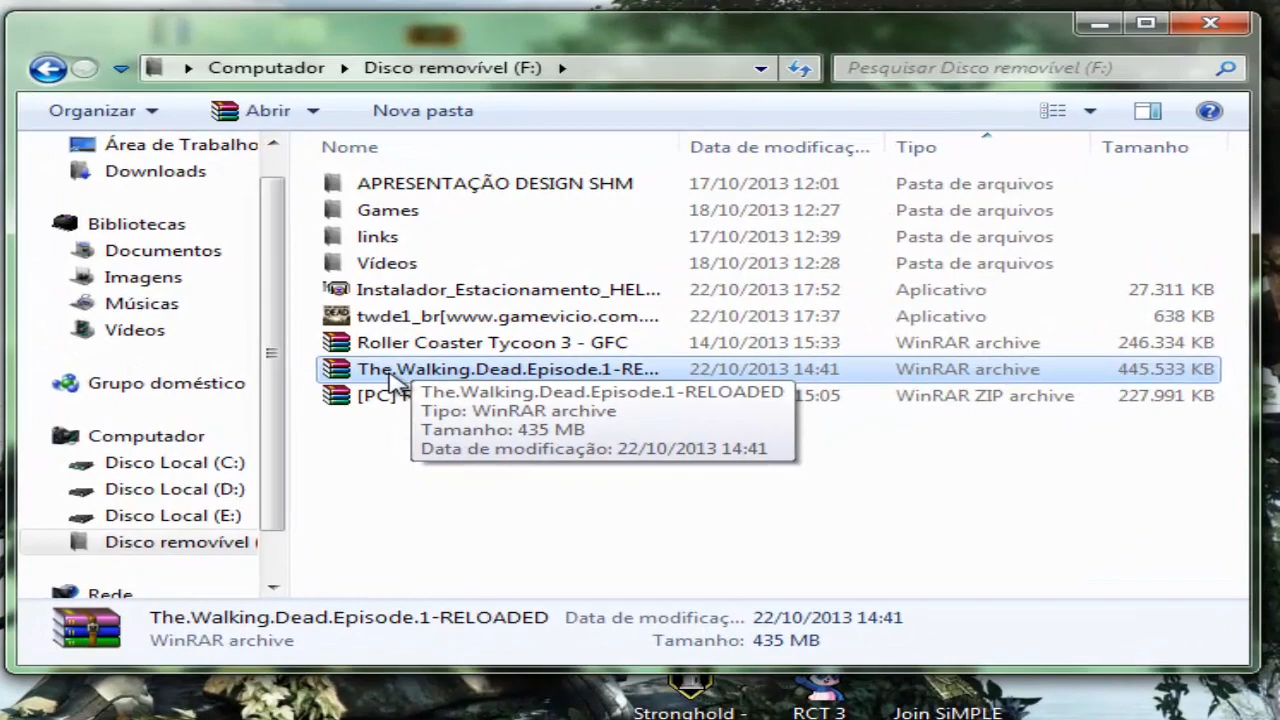 Computador Disco removível (F:) Pesquisar Disco removível (F:)
Organizar Abrir Nova pasta
Nome Data de modificaç... Tipo Tamanho
Área de Trabalho
Downloads
Bibliotecas
Documentos
Imagens
Músicas
Vídeos
Grupo doméstico
Computador
Disco Local (C:)
Disco Local (D:)
Disco Local (E:)
Disco removível (
Rede
APRESENTAÇÃO DESIGN SHM 17/10/2013 12:01 Pasta de arquivos
Games 18/10/2013 12:27 Pasta de arquivos
links 17/10/2013 12:39 Pasta de arquivos
Vídeos 18/10/2013 12:28 Pasta de arquivos
Instalador_Estacionamento_HEL... 22/10/2013 17:52 Aplicativo 27.311 KB
twde1_br[www.gamevicio.com.... 22/10/2013 17:37 Aplicativo 638 KB
Roller Coaster Tycoon 3 - GFC 14/10/2013 15:33 WinRAR archive 246.334 KB
The.Walking.Dead.Episode.1-RE... 22/10/2013 14:41 WinRAR archive 445.533 KB
[PC] 15:05 WinRAR ZIP archive 227.991 KB
The.Walking.Dead.Episode.1-RELOADED
Tipo: WinRAR archive
Tamanho: 435 MB
Data de modificação: 22/10/2013 14:41
The.Walking.Dead.Episode.1-RELOADED Data de modificaç... 22/10/2013 14:41
WinRAR archive Tamanho: 435 MB
Stronghold - RCT 3 Join SiMPLE